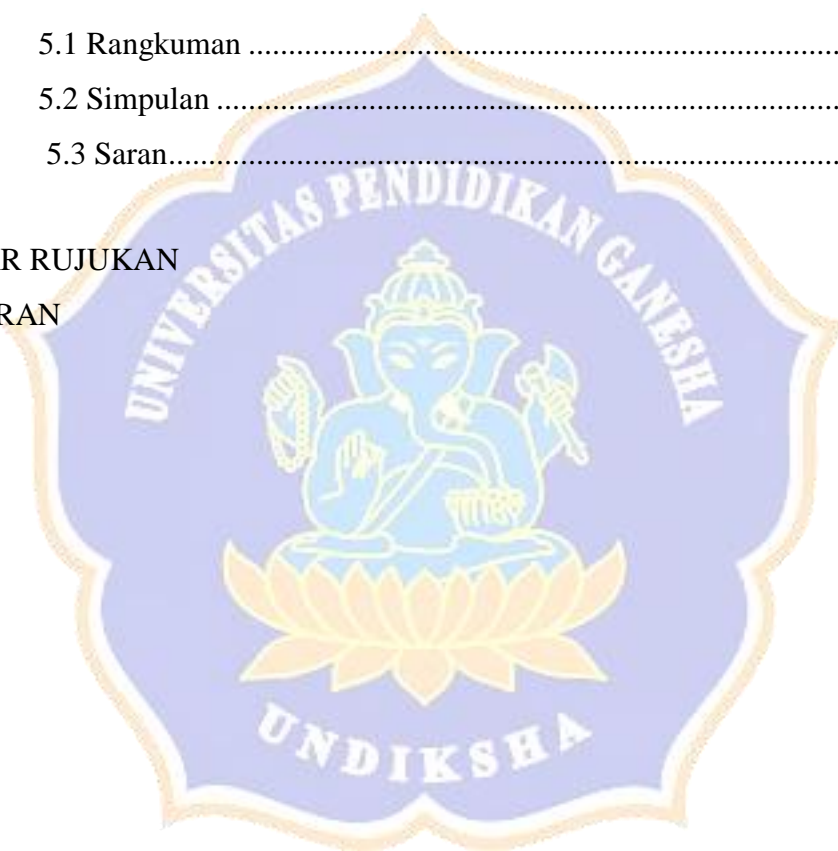 5.1 Rangkuman ..........................................................................
5.2 Simpulan ..............................................................................
5.3 Saran....................................................................................
R RUJUKAN
RAN
UNIVERSITAS PENDIDIKAN GANESHA
UNDIKSHA